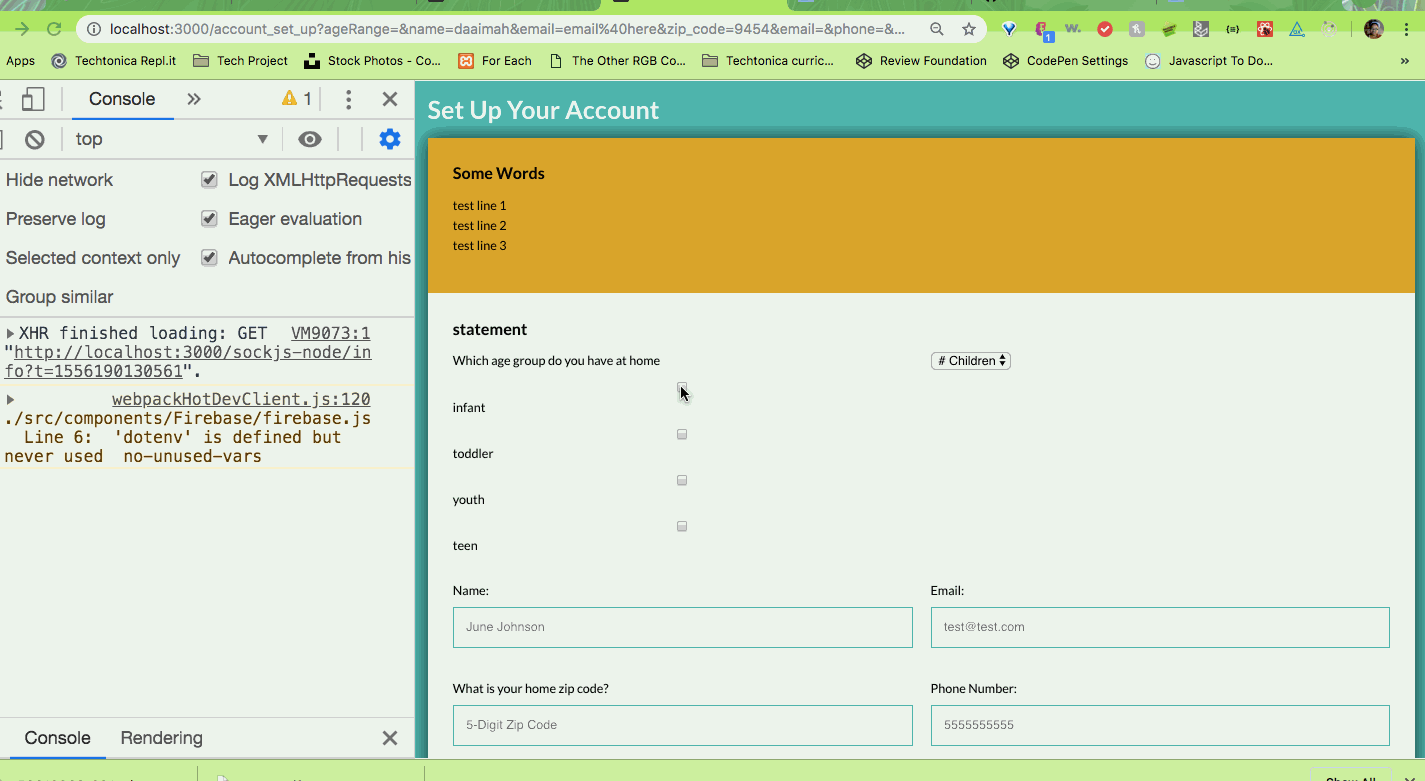 localhost:3000/account_set_up?ageRange=&name=daaimah&email=email%40here&zip_code=9454&email=&phone=&...
Apps Techtonica Repl.it Tech Project Stock Photos - Co... For Each The Other RGB Co... Techtonica curric... Review Foundation CodePen Settings Javascript To Do... »
Console » 1
top
Hide network Log XMLHttpRequests
Preserve log Eager evaluation
Selected context only Autocomplete from his
Group similar
XHR finished loading: GET VM9073:1
"http://localhost:3000/sockjs-node/in
fo?t=1556190130561".
webpackHotDevClient.js:120
./src/components/Firebase/firebase.js
Line 6: 'dotenv' is defined but
never used no-unused-vars
Console Rendering
Set Up Your Account
Some Words
test line 1
test line 2
test line 3
statement
Which age group do you have at home # Children
infant
toddler
youth
teen
Name: Email:
June Johnson test@test.com
What is your home zip code? Phone Number:
5-Digit Zip Code 5555555555
Show All